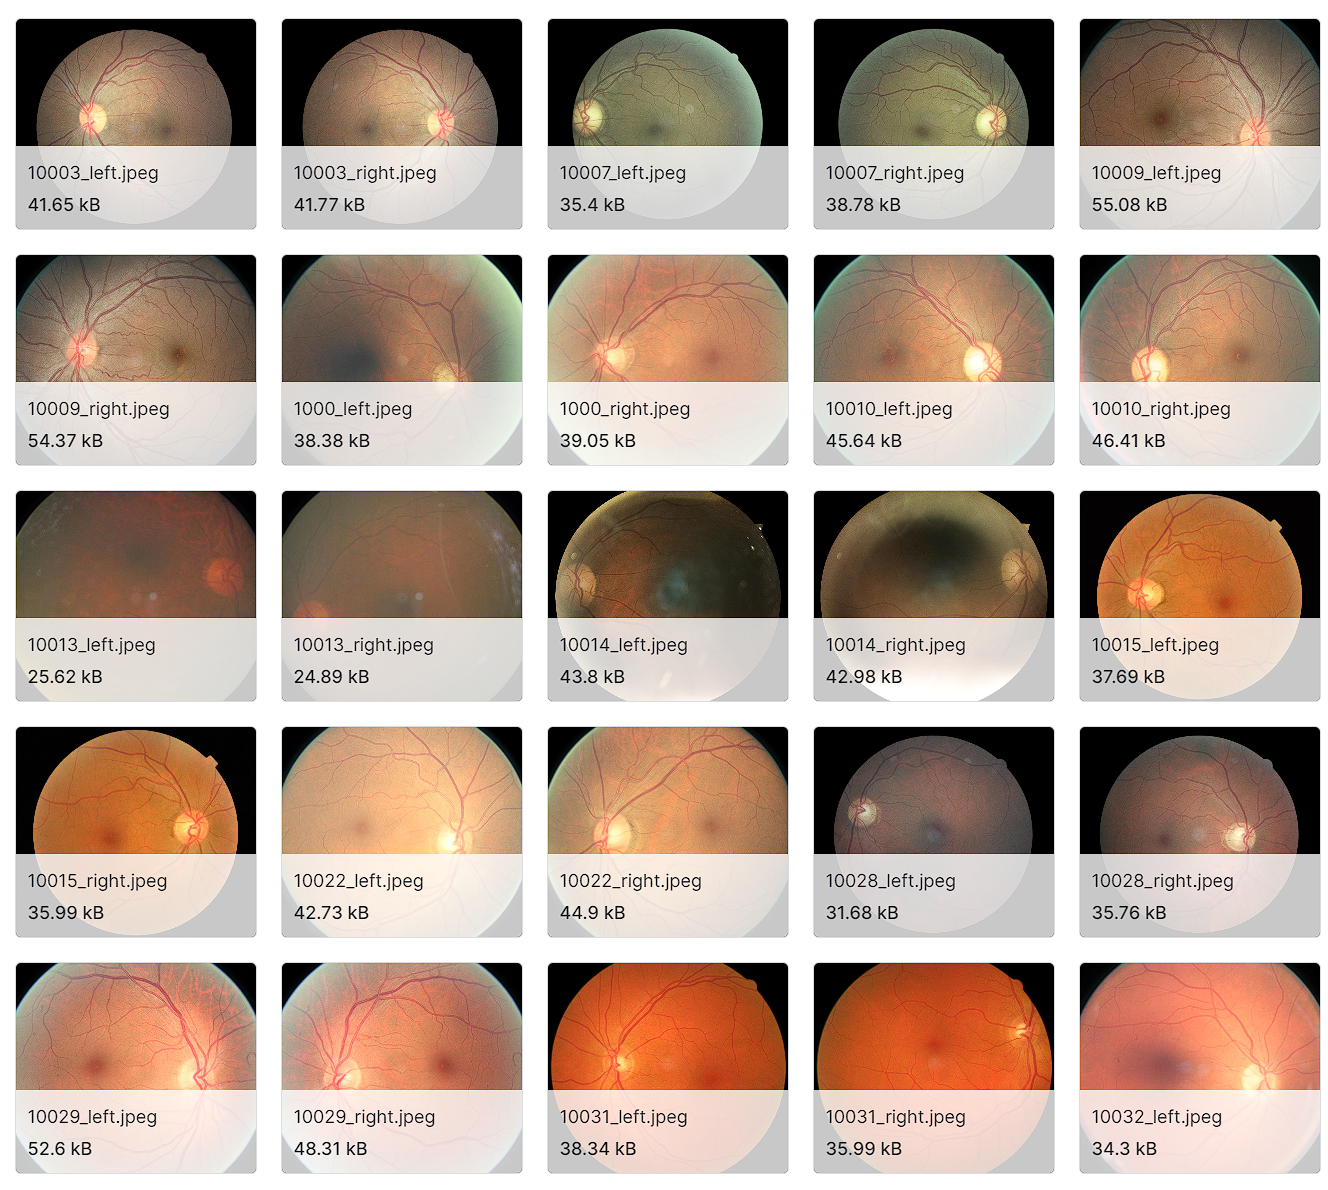 10003_left.jpeg
41.65 kB
10003_right.jpeg
41.77 kB
10007_left.jpeg
35.4 kB
10007_right.jpeg
38.78 kB
10009_left.jpeg
55.08 kB
10009_right.jpeg
54.37 kB
1000_left.jpeg
38.38 kB
1000_right.jpeg
39.05 kB
10010_left.jpeg
45.64 kB
10010_right.jpeg
46.41 kB
10013_left.jpeg
25.62 kB
10013_right.jpeg
24.89 kB
10014_left.jpeg
43.8 kB
10014_right.jpeg
42.98 kB
10015_left.jpeg
37.69 kB
10015_right.jpeg
35.99 kB
10022_left.jpeg
42.73 kB
10022_right.jpeg
44.9 kB
10028_left.jpeg
31.68 kB
10028_right.jpeg
35.76 kB
10029_left.jpeg
52.6 kB
10029_right.jpeg
48.31 kB
10031_left.jpeg
38.34 kB
10031_right.jpeg
35.99 kB
10032_left.jpeg
34.3 kB